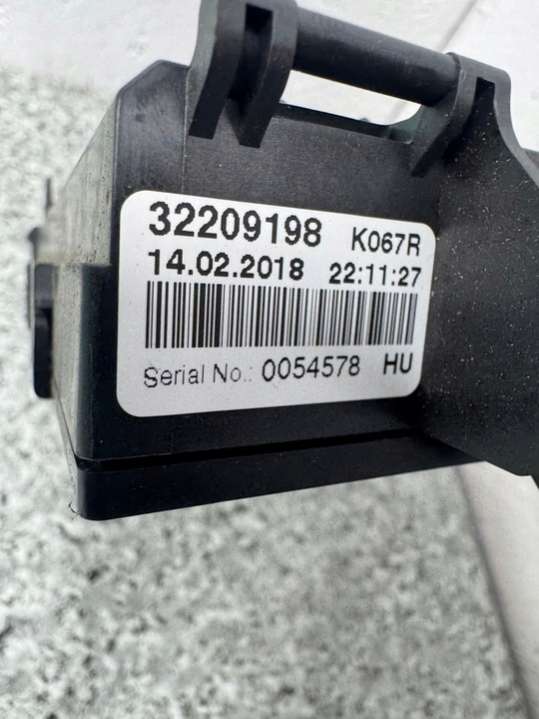 32209198 K067R
14.02.2018 22:11:27
Serial No.: 0054578 HU